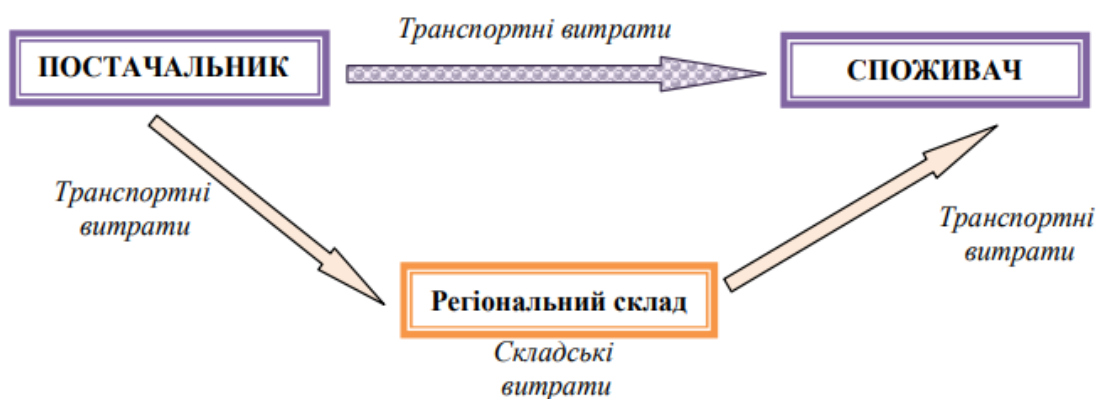 Транспортні витрати
ПОСТАЧАЛЬНИК
СПОЖИВАЧ
Транспортні
витрати
Транспортні
витрати
Регіональний склад
Складські
витрати